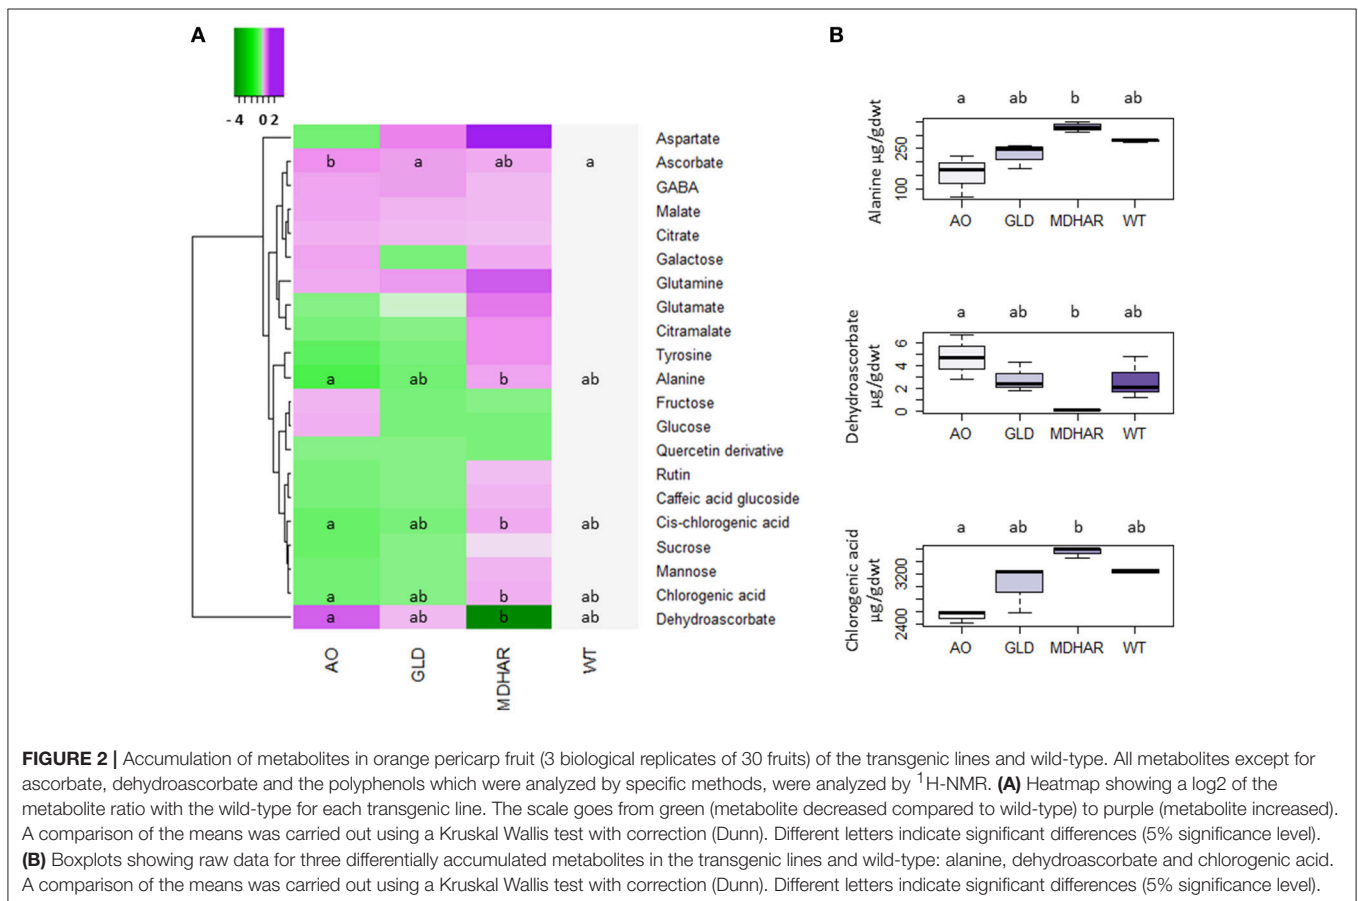 A
B
- 4 0 2
Aspartate
b a ab a Ascorbate
GABA
Malate
Citrate
Galactose
Glutamine
Glutamate
Citramalate
Tyrosine
a ab b ab Alanine
Fructose
Glucose
Quercetin derivative
Rutin
Caffeic acid glucoside
a ab b ab Cis-chlorogenic acid
Sucrose
Mannose
a ab b ab Chlorogenic acid
a ab b ab Dehydroascorbate
AO GLD MDHAR WT
a ab b ab
Alanine µg/gdwt
250
100
AO GLD MDHAR WT
a ab b ab
Dehydroascorbate
µg/gdwt
6
4
2
0
AO GLD MDHAR WT
a ab b ab
Chlorogenic acid
µg/gdwt
3200
2400
AO GLD MDHAR WT
FIGURE 2 | Accumulation of metabolites in orange pericarp fruit (3 biological replicates of 30 fruits) of the transgenic lines and wild-type. All metabolites except for
ascorbate, dehydroascorbate and the polyphenols which were analyzed by specific methods, were analyzed by ¹H-NMR. (A) Heatmap showing a log2 of the
metabolite ratio with the wild-type for each transgenic line. The scale goes from green (metabolite decreased compared to wild-type) to purple (metabolite increased).
A comparison of the means was carried out using a Kruskal Wallis test with correction (Dunn). Different letters indicate significant differences (5% significance level).
(B) Boxplots showing raw data for three differentially accumulated metabolites in the transgenic lines and wild-type: alanine, dehydroascorbate and chlorogenic acid.
A comparison of the means was carried out using a Kruskal Wallis test with correction (Dunn). Different letters indicate significant differences (5% significance level).